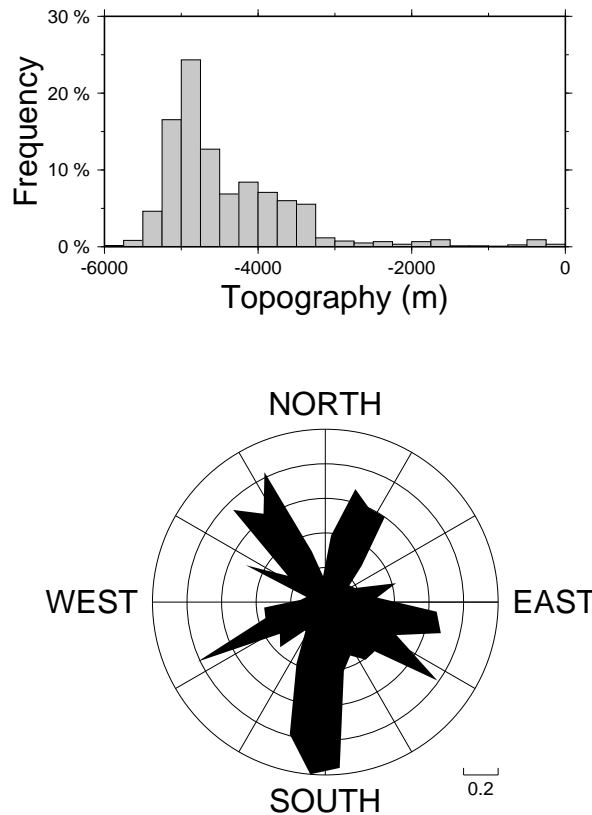 30 %
20 %
10 %
0 %
Frequency
-6000 -4000 -2000 0
Topography (m)
NORTH
WEST EAST
SOUTH
0.2